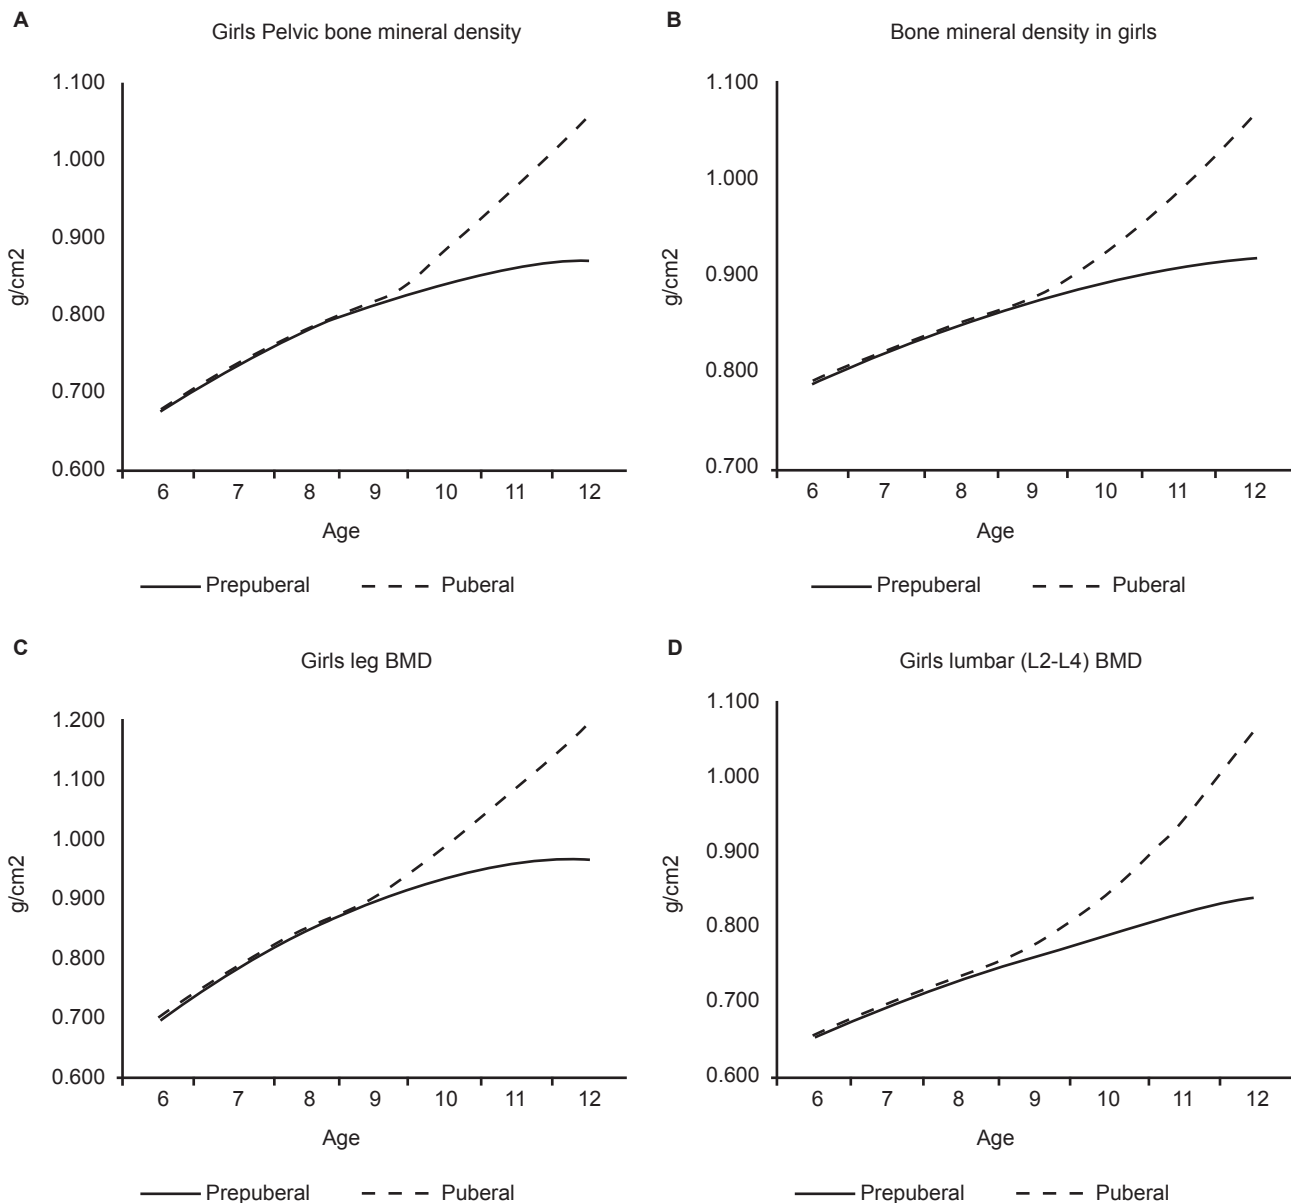 A
Girls Pelvic bone mineral density
1.100
1.000
0.900
0.800
0.700
0.600
g/cm2
6 7 8 9 10 11 12
Age
Prepuberal Puberal
B
Bone mineral density in girls
1.100
1.000
0.900
0.800
0.700
g/cm2
6 7 8 9 10 11 12
Age
Prepuberal Puberal
C
Girls leg BMD
1.200
1.100
1.000
0.900
0.800
0.700
0.600
g/cm2
6 7 8 9 10 11 12
Age
Prepuberal Puberal
D
Girls lumbar (L2-L4) BMD
1.100
1.000
0.900
0.800
0.700
0.600
g/cm2
6 7 8 9 10 11 12
Age
Prepuberal Puberal